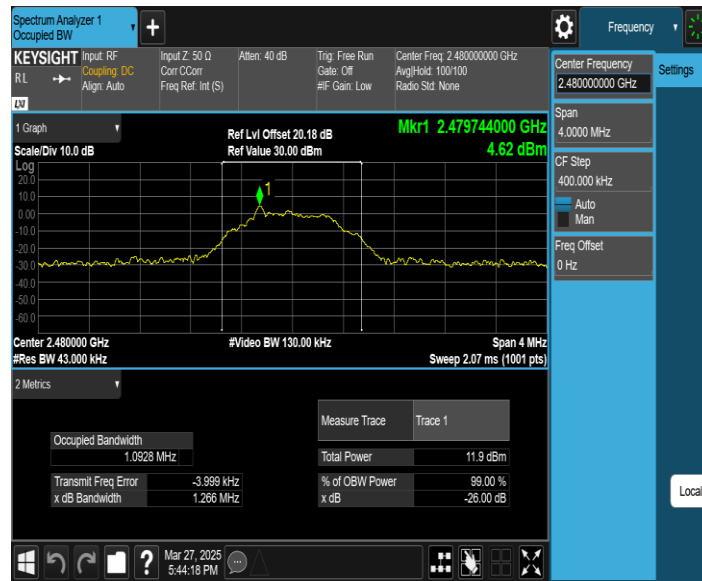 Spectrum Analyzer 1
Occupied BW
Frequency
KEYSIGHT
RL
LXI
Input: RF
Coupling: DC
Align: Auto
Input Z: 50 Ω
Corr CCorr
Freq Ref: Int (S)
Atten: 40 dB
Trig: Free Run
Gate: Off
#IF Gain: Low
Center Freq: 2.480000000 GHz
Avg|Hold: 100/100
Radio Std: None
Center Frequency
2.480000000 GHz
Settings
Span
4.0000 MHz
CF Step
400.000 kHz
Auto
Man
Freq Offset
0 Hz
1 Graph
Scale/Div 10.0 dB
Ref Lvl Offset 20.18 dB
Ref Value 30.00 dBm
Mkr1 2.479744000 GHz
4.62 dBm
Log
20.0
10.0
0.00
-10.0
-20.0
-30.0
-40.0
-50.0
-60.0
1
Center 2.480000 GHz
#Res BW 43.000 kHz
#Video BW 130.00 kHz
Span 4 MHz
Sweep 2.07 ms (1001 pts)
2 Metrics
Measure Trace Trace 1
Occupied Bandwidth
1.0928 MHz
Total Power 11.9 dBm
Transmit Freq Error -3.999 kHz
% of OBW Power 99.00 %
x dB Bandwidth 1.266 MHz
x dB -26.00 dB
Local
?
Mar 27, 2025
5:44:18 PM